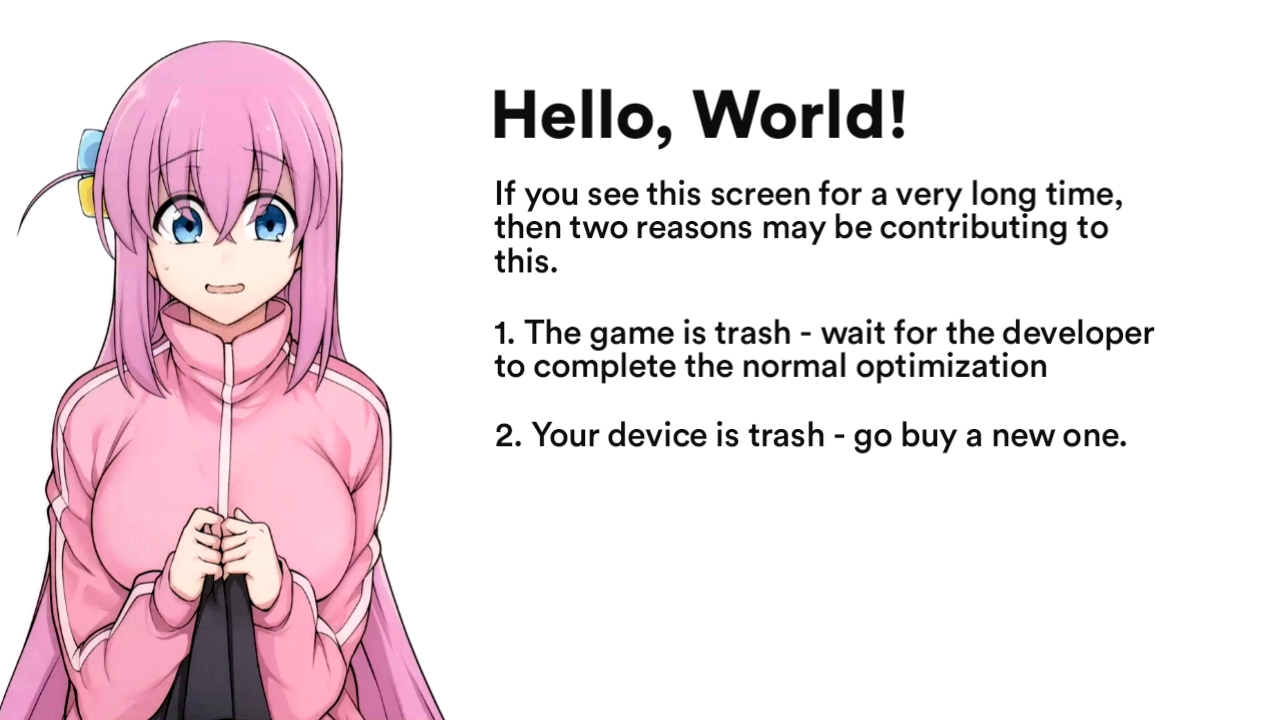 Hello, World!
If you see this screen for a very long time,
then two reasons may be contributing to
this.
1. The game is trash - wait for the developer
to complete the normal optimization
2. Your device is trash - go buy a new one.